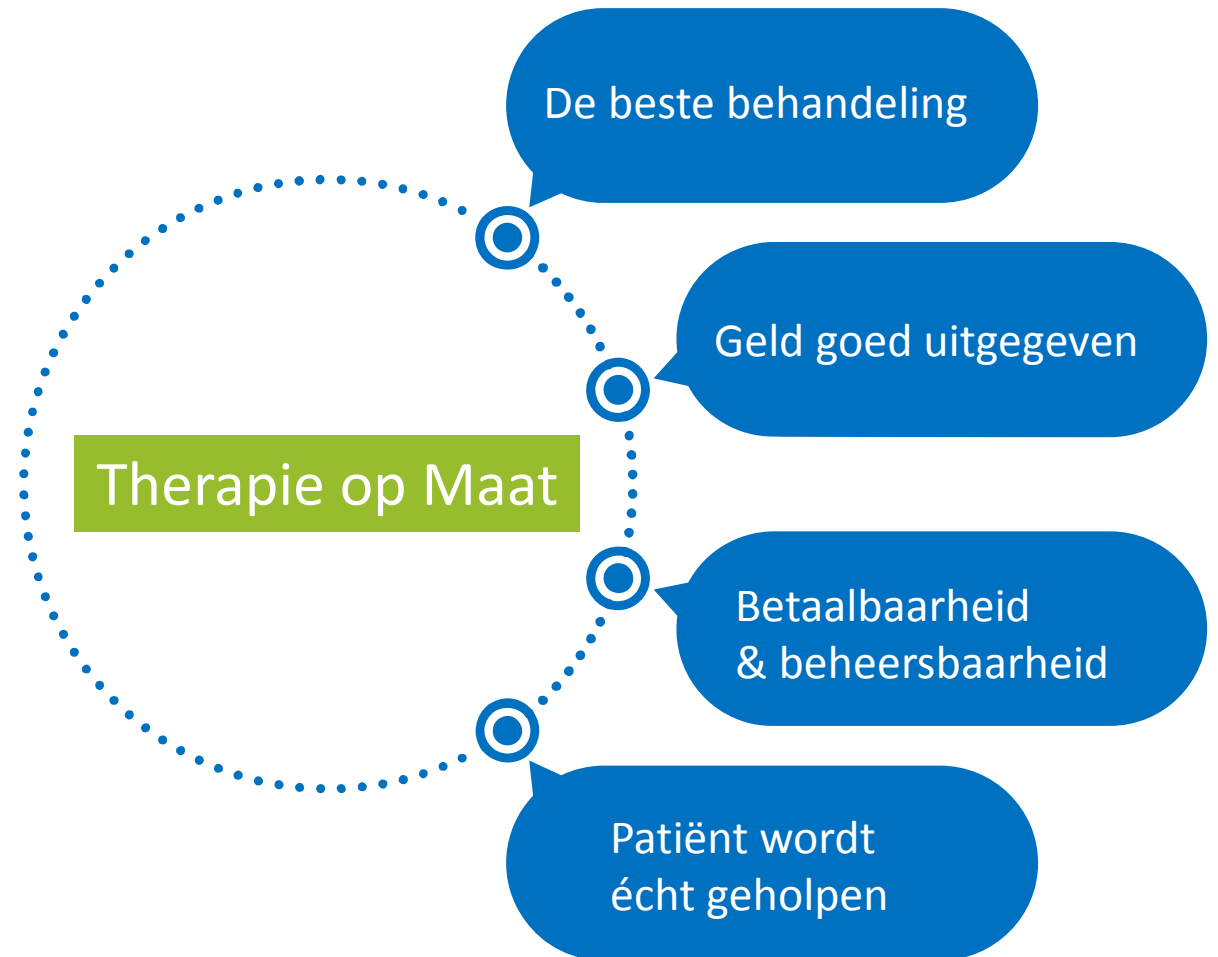 De beste behandeling
Geld goed uitgegeven
Therapie op Maat
Betaalbaarheid
& beheersbaarheid
Patiënt wordt
écht geholpen